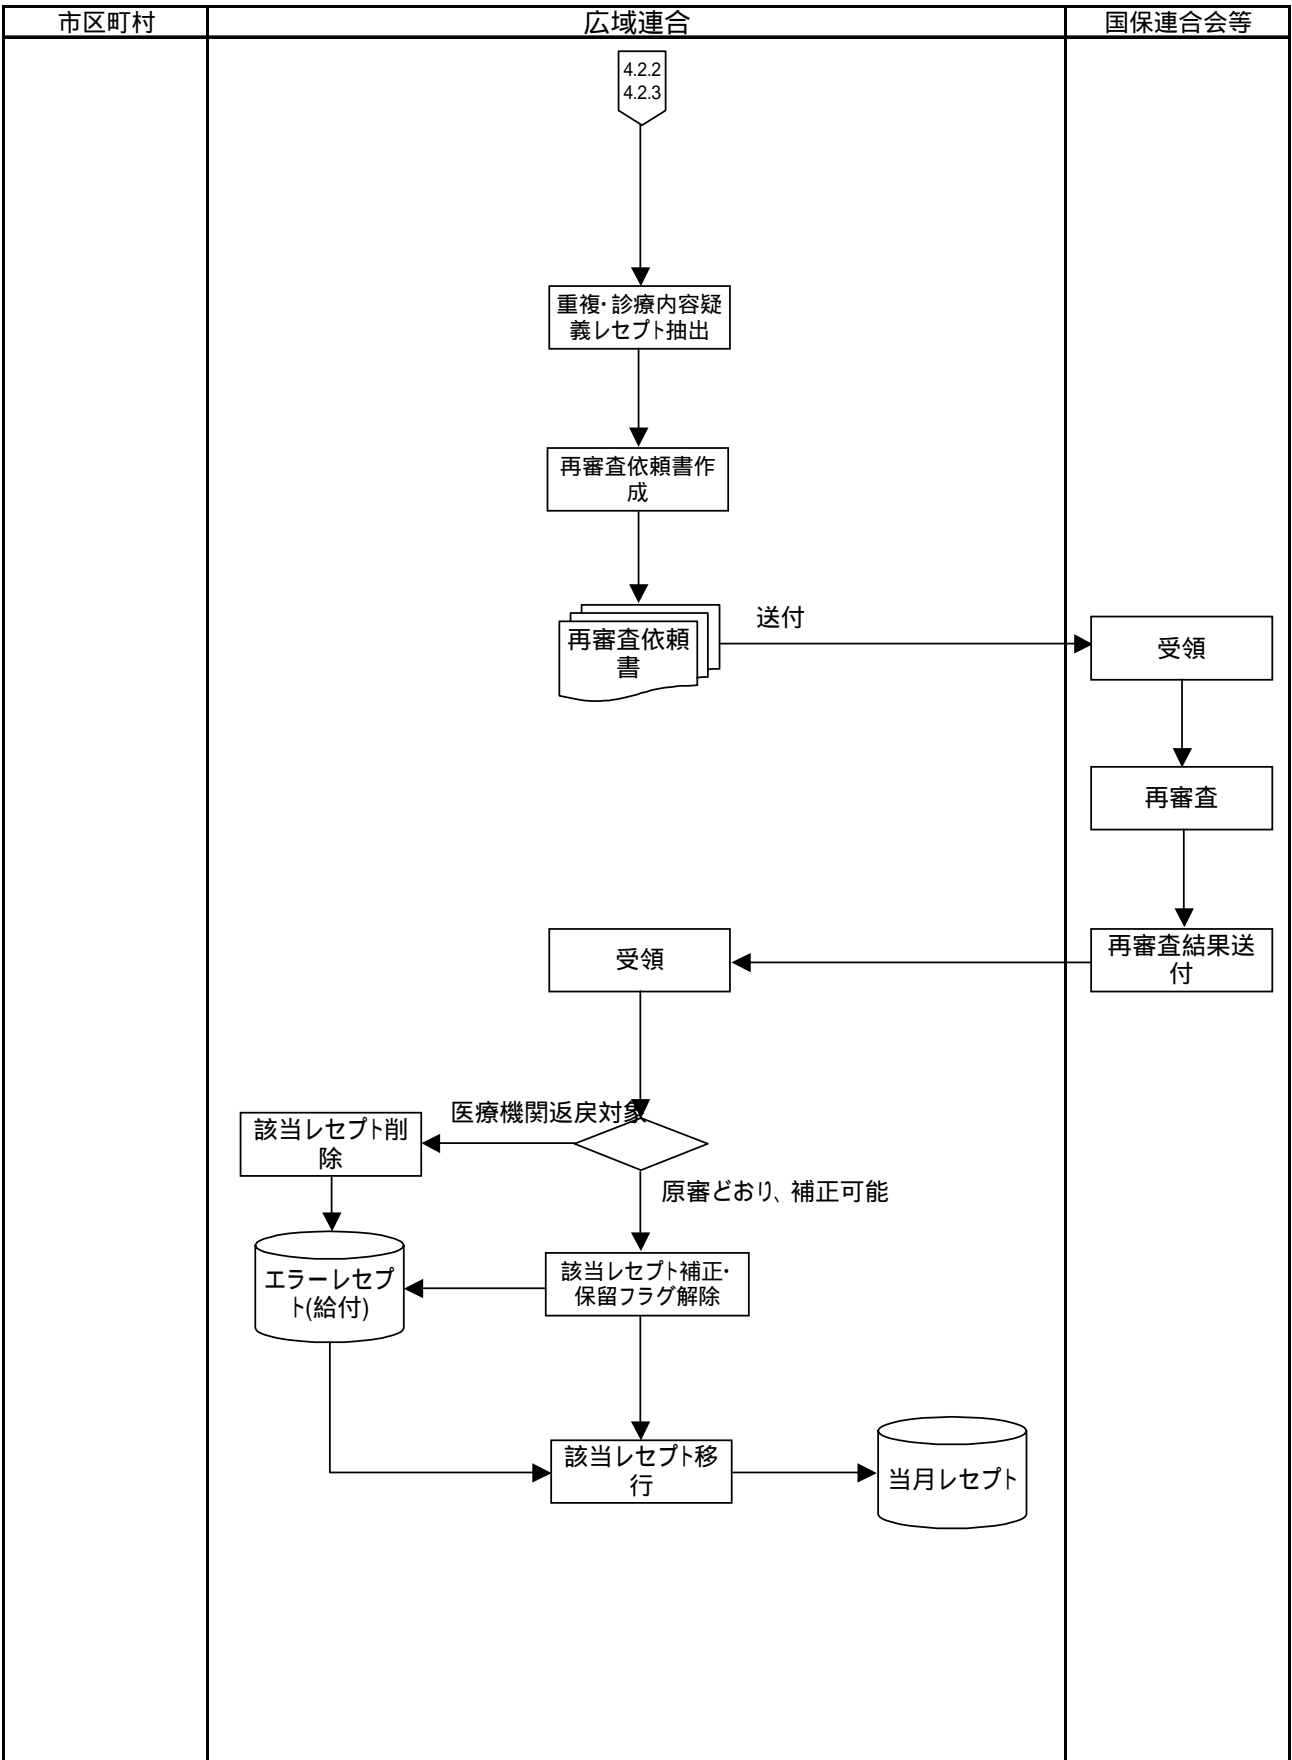 市区町村
広域連合
国保連合会等
4.2.2
4.2.3
重複・診療内容疑
義レセプト抽出
再審査依頼書作
成
再審査依頼
書
送付
受領
再審査
再審査結果送
付
受領
医療機関返戻対象
該当レセプト削
除
原審どおり、補正可能
エラーレセプ
ト(給付)
該当レセプト補正・
保留フラグ解除
該当レセプト移
行
当月レセプト